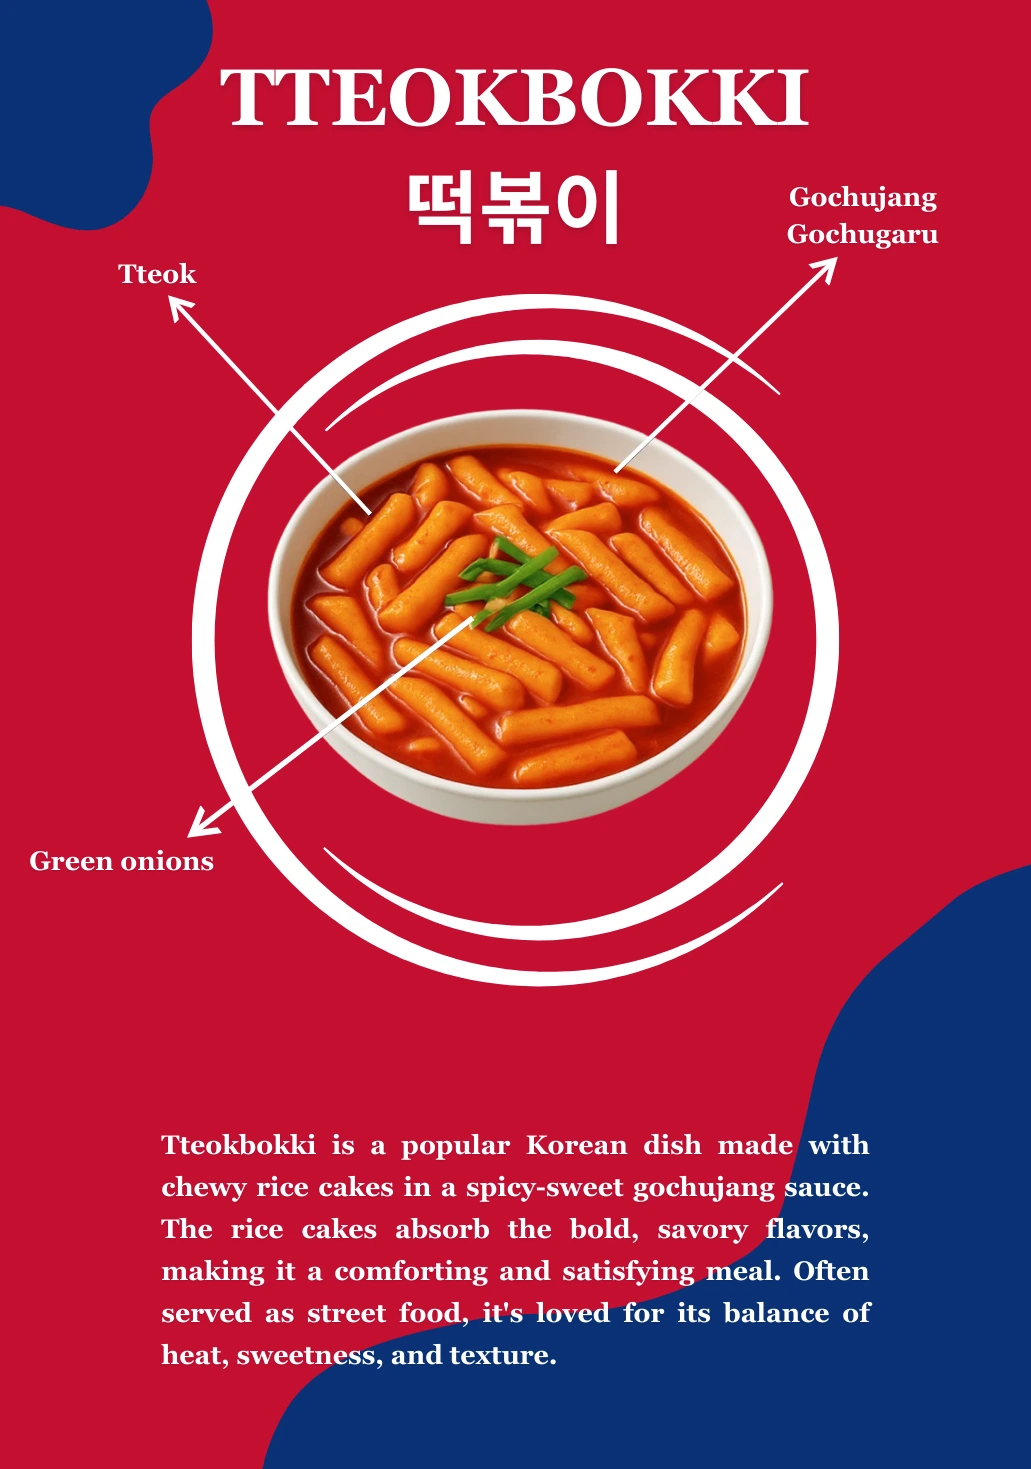 TTEOKBOKKI
떡볶이
Gochujang
Gochugaru
Tteok
Green onions
Tteokbokki is a popular Korean dish made with
chewy rice cakes in a spicy-sweet gochujang sauce.
The rice cakes absorb the bold, savory flavors,
making it a comforting and satisfying meal. Often
served as street food, it's loved for its balance of
heat, sweetness, and texture.